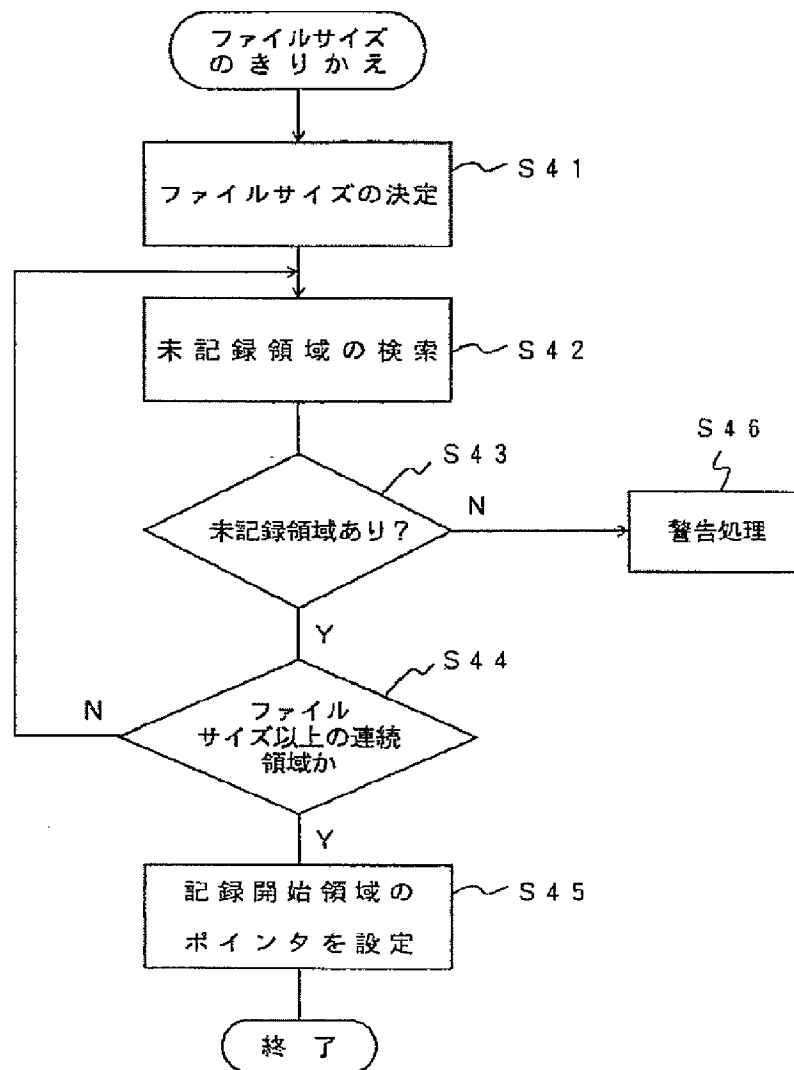 ファイルサイズ
のきりかえ
ファイルサイズの決定
S41
未記録領域の検索
S42
S43
未記録領域あり?
N
S46
警告処理
Y
S44
ファイル
サイズ以上の連続
領域か
N
Y
記録開始領域の
ポインタを設定
S45
終了